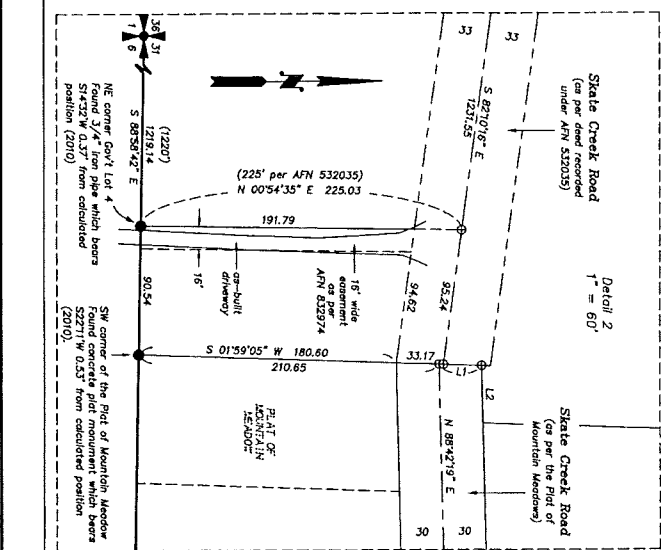 Detail 2
1" = 60'
Skate Creek Road
(as per deed recorded
under AFN 532035)
Skate Creek Road
(as per the Plat of
Mountain Meadows)
33
33
S 82°10'16" E
1231.55
95.24
94.62
L1
L2
33.17
N 88°42'19" E
30
30
(225' per AFN 532035)
N 00°54'35" E 225.03
191.79
16' wide
easement
as per
AFN 832974
as-built
driveway
16'
S 01°59'05" W 180.60
210.65
PLAT OF
MOUNTAIN
MEADOW
36
31
1
6
(1220')
1219.14
S 88°58'42" E
90.54
NE corner Gov't Lot 4
Found 3/4" iron pipe which bears
S14°32'W 0.37' from calculated
position (2010)
SW corner of the Plat of Mountain Meadow
Found concrete plat monument which bears
S22°11'W 0.53' from calculated position
(2010).